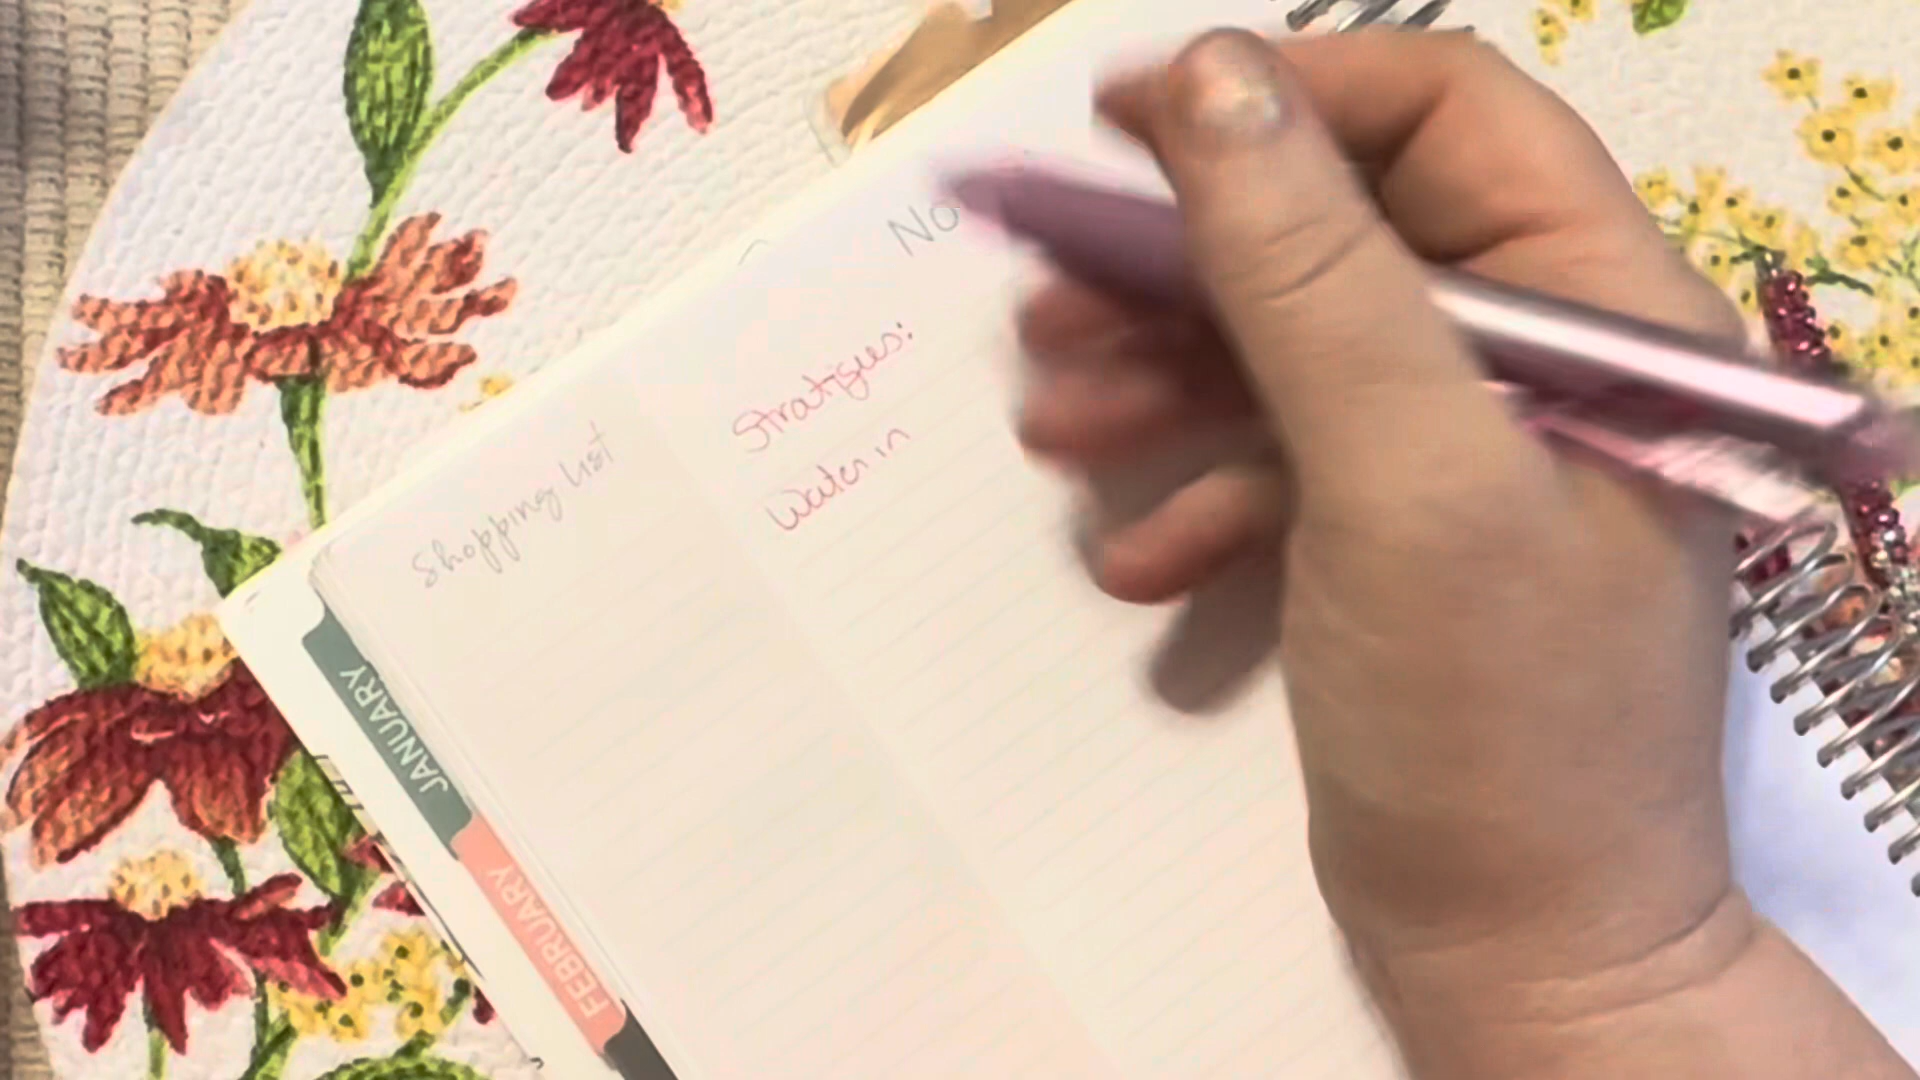 No
Stratigies:
Water in
Shopping list
JANUARY
FEBRUARY